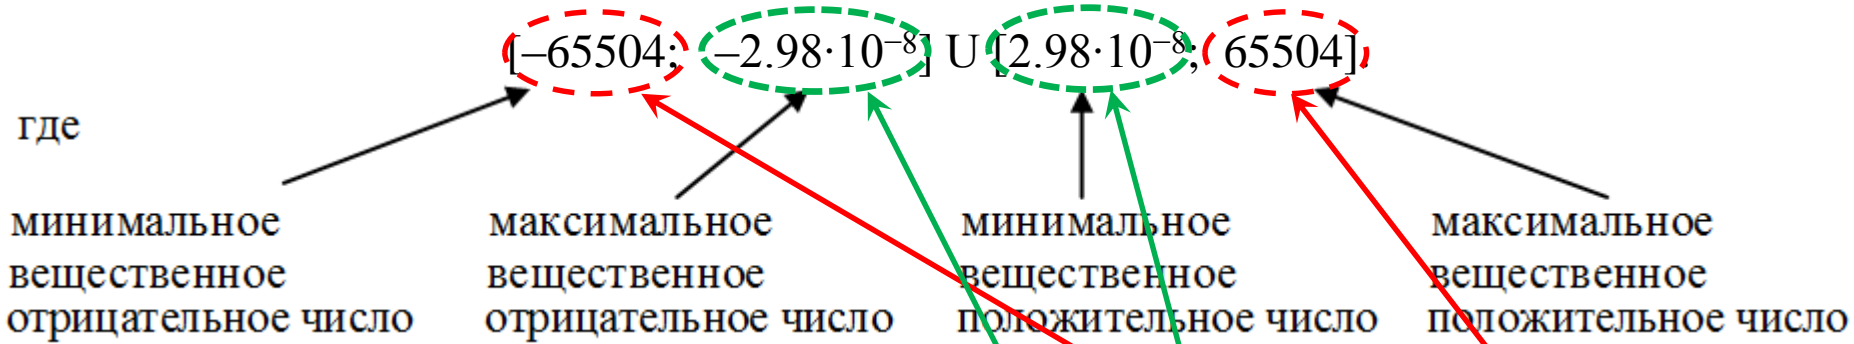 [–65504; –2.98·10⁻⁸] U [2.98·10⁻⁸; 65504].
где
минимальное максимальное минимальное максимальное
вещественное вещественное вещественное вещественное
отрицательное число отрицательное число положительное число положительное число